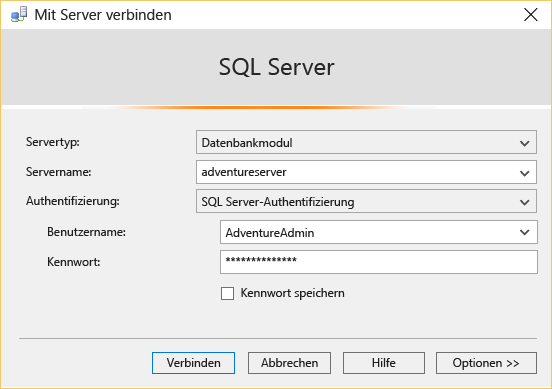 Mit Server verbinden
SQL Server
Servertyp: Datenbankmodul
Servername: adventureserver
Authentifizierung: SQL Server-Authentifizierung
Benutzername: AdventureAdmin
Kennwort: **************
Kennwort speichern
Verbinden Abbrechen Hilfe Optionen >>